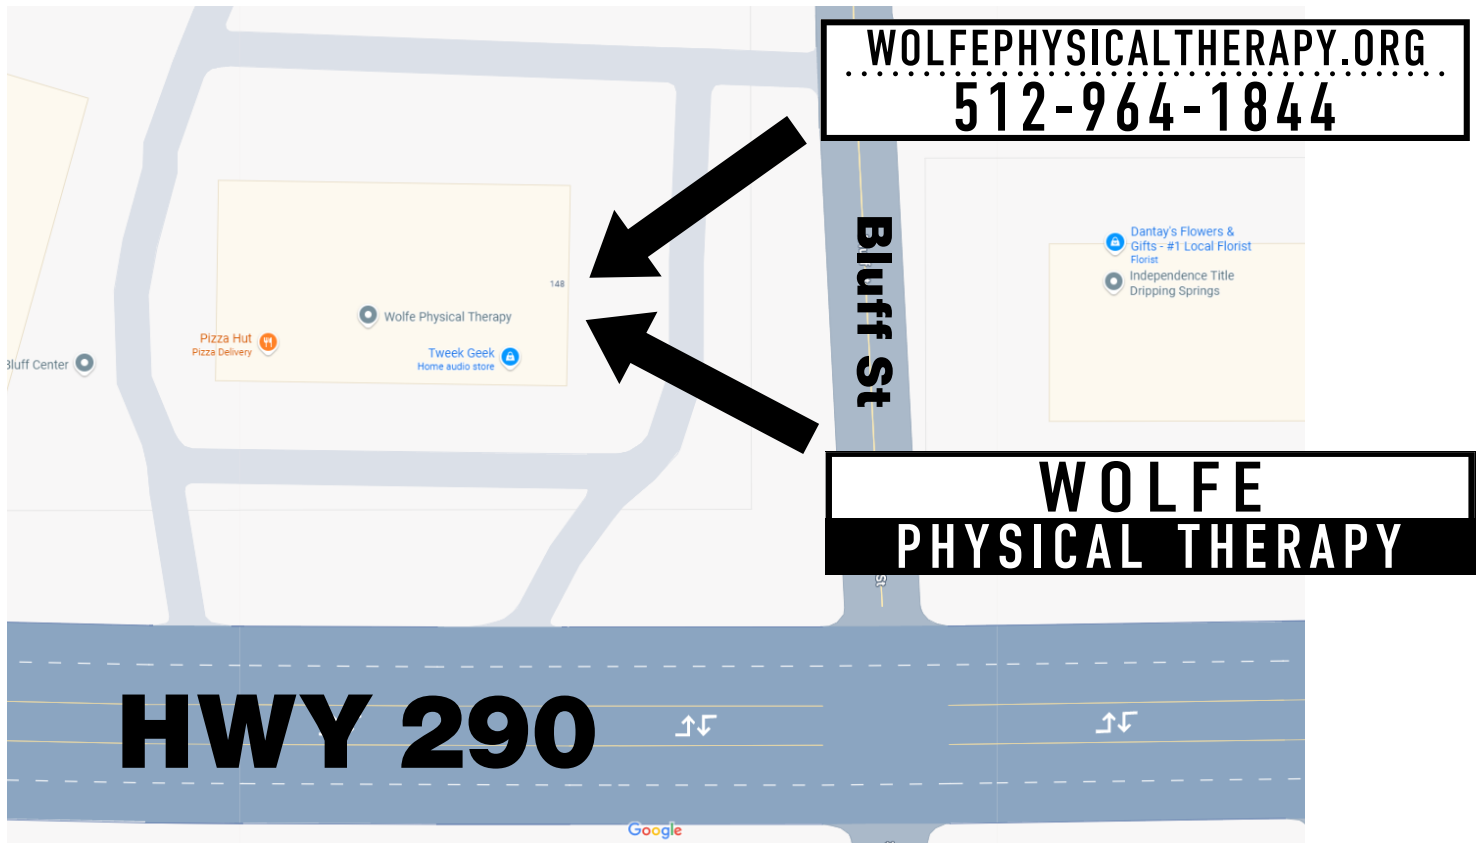 WOLFEPHYSICALTHERAPY.ORG
512-964-1844
Bluff St
Dantay's Flowers &
Gifts - #1 Local Florist
Florist
Independence Title
Dripping Springs
148
Wolfe Physical Therapy
Pizza Hut
Pizza Delivery
Tweek Geek
Home audio store
Bluff Center
WOLFE
PHYSICAL THERAPY
St
HWY 290
Google